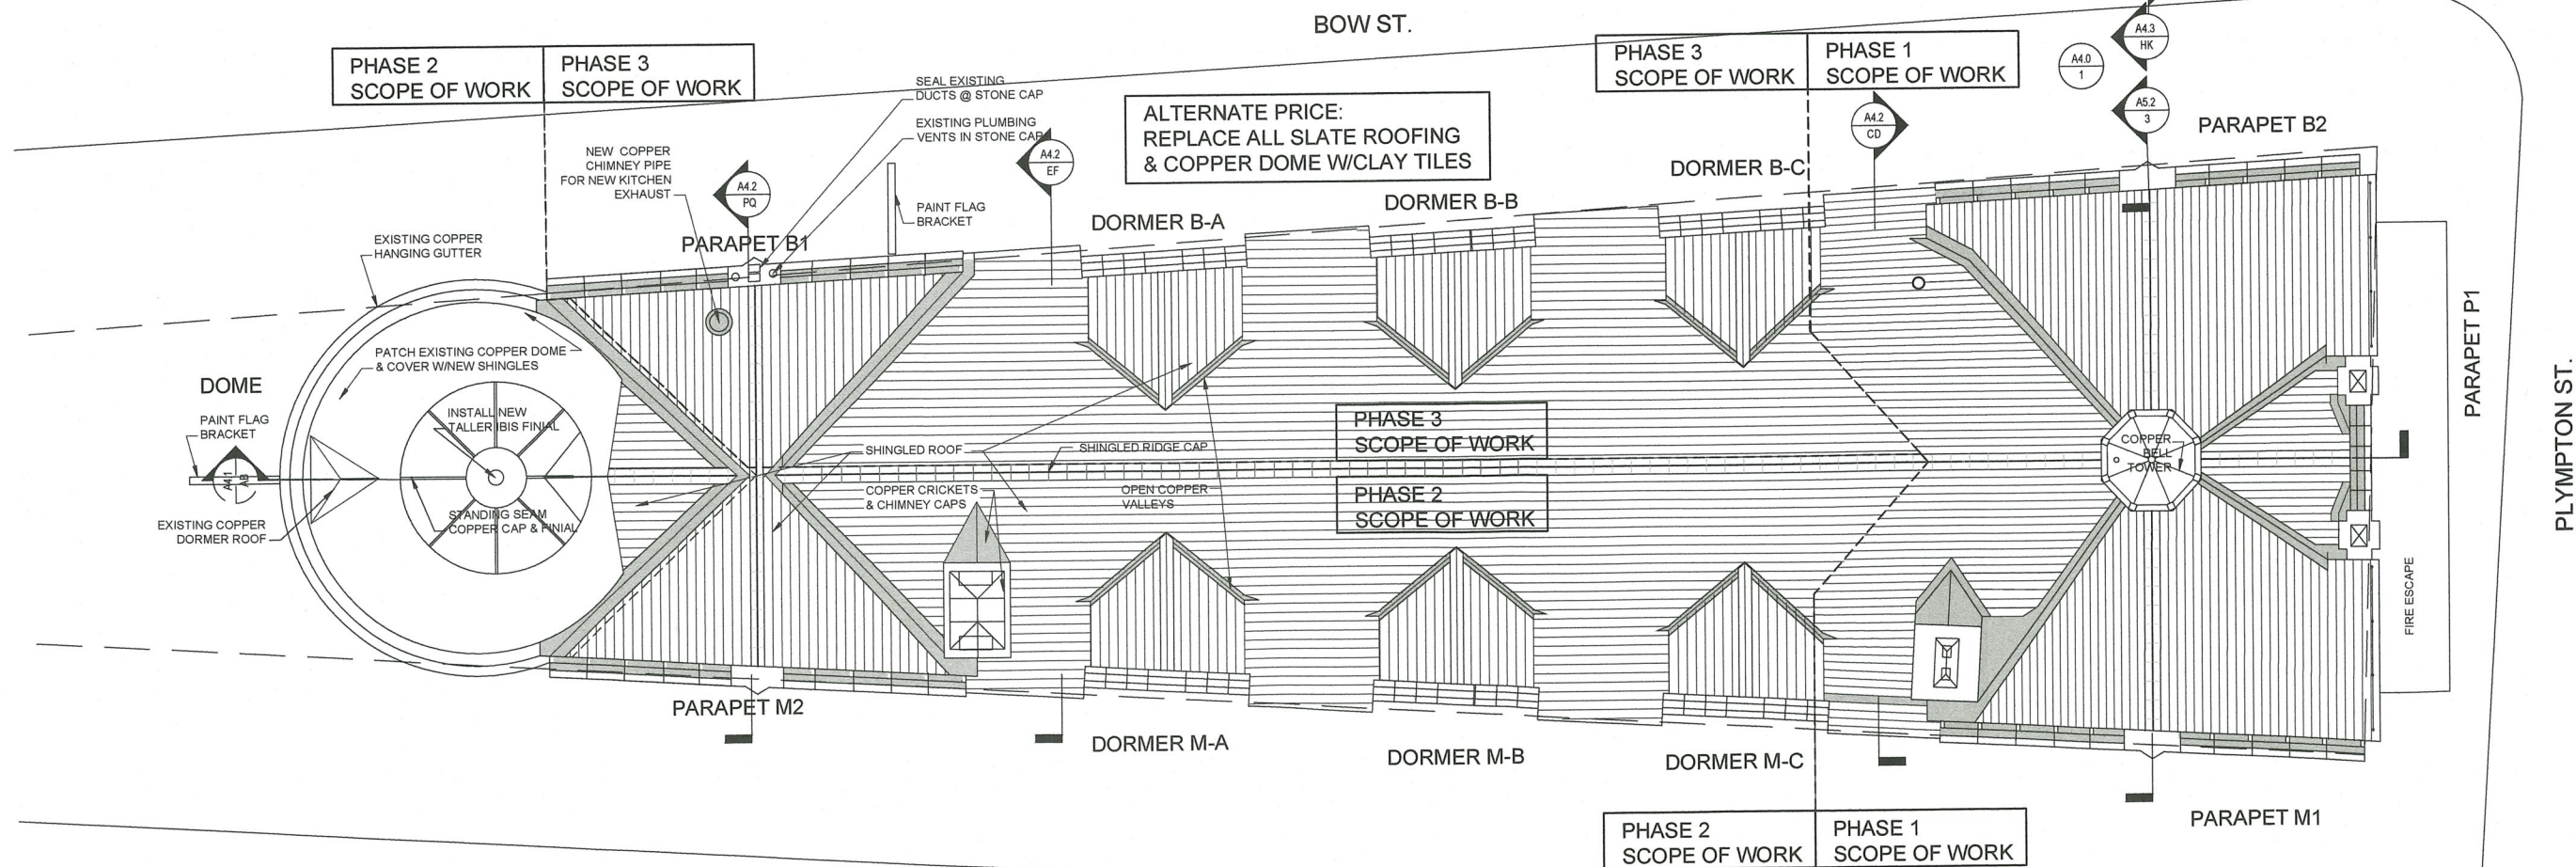 BOW ST.
PHASE 2
SCOPE OF WORK
PHASE 3
SCOPE OF WORK
SEAL EXISTING
DUCTS @ STONE CAP
EXISTING PLUMBING
VENTS IN STONE CAP
NEW COPPER
CHIMNEY PIPE
FOR NEW KITCHEN
EXHAUST
A4.2
PQ
PAINT FLAG
BRACKET
A4.2
EF
ALTERNATE PRICE:
REPLACE ALL SLATE ROOFING
& COPPER DOME W/CLAY TILES
PHASE 3
SCOPE OF WORK
PHASE 1
SCOPE OF WORK
A4.0
1
A4.3
HK
A5.2
3
A4.2
CD
PARAPET B2
DORMER B-C
DORMER B-B
DORMER B-A
PARAPET B1
EXISTING COPPER
HANGING GUTTER
PATCH EXISTING COPPER DOME
& COVER W/NEW SHINGLES
DOME
PAINT FLAG
BRACKET
A4.1
AB
INSTALL NEW
TALLER IBIS FINIAL
STANDING SEAM
COPPER CAP & FINIAL
EXISTING COPPER
DORMER ROOF
SHINGLED ROOF
SHINGLED RIDGE CAP
COPPER CRICKETS
& CHIMNEY CAPS
OPEN COPPER
VALLEYS
PHASE 3
SCOPE OF WORK
PHASE 2
SCOPE OF WORK
COPPER
BELL
TOWER
PARAPET P1
PLYMPTON ST.
FIRE ESCAPE
PARAPET M2
DORMER M-A
DORMER M-B
DORMER M-C
PARAPET M1
PHASE 2
SCOPE OF WORK
PHASE 1
SCOPE OF WORK